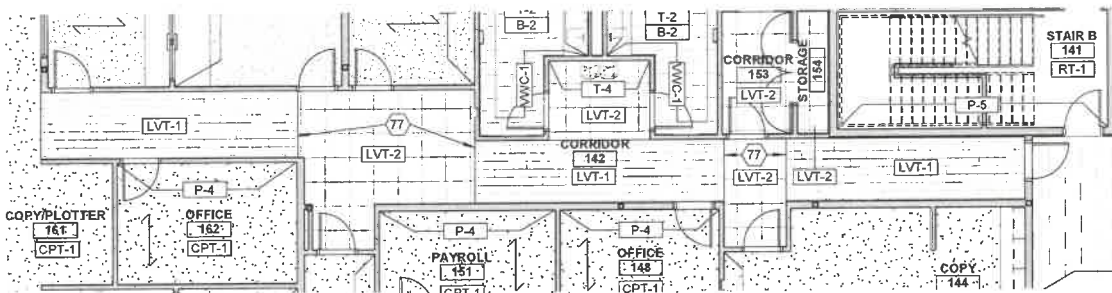 T-2
B-2
T-2
B-2
WC-1
T-4
LVT-2
WC-1
CORRIDOR
153
LVT-2
STORAGE
154
STAIR B
141
RT-1
P-5
LVT-1
77
LVT-2
CORRIDOR
142
LVT-1
77
LVT-2
LVT-2
LVT-1
COPY/PLOTTER
161
CPT-1
P-4
OFFICE
162
CPT-1
P-4
PAYROLL
151
CPT-1
P-4
OFFICE
148
CPT-1
COPY
144